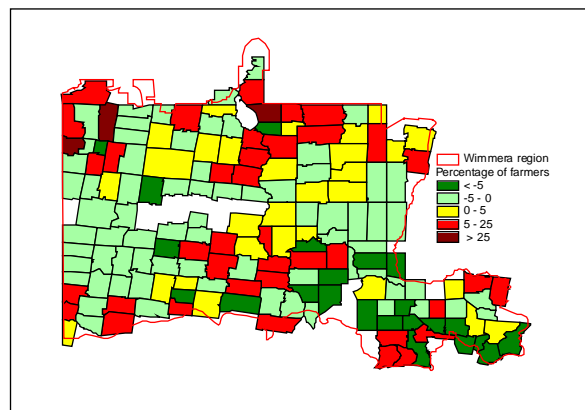 Wimmera region
Percentage of farmers
< -5
-5 - 0
0 - 5
5 - 25
> 25